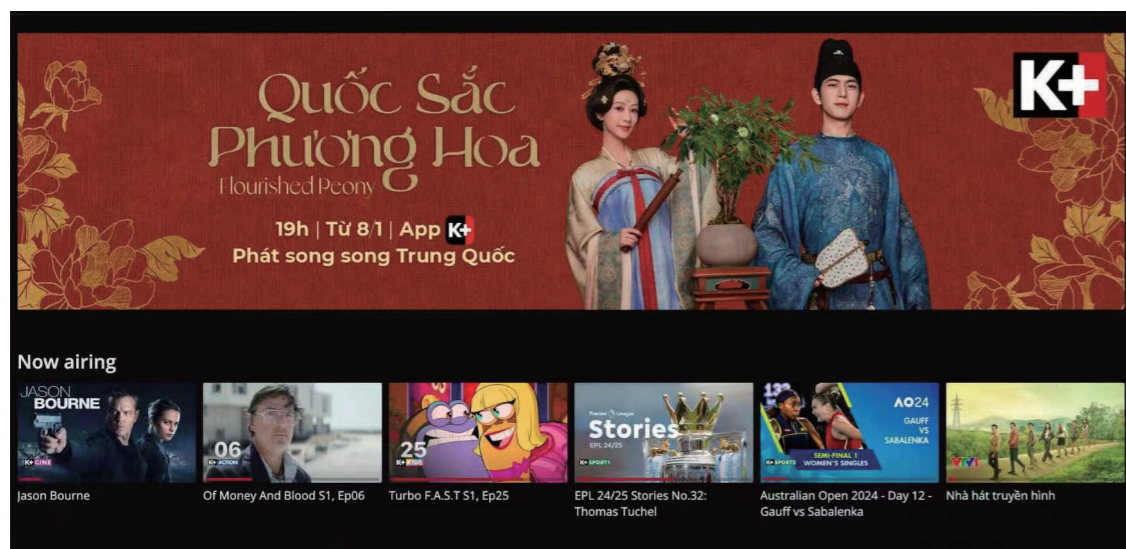 Quốc Sắc
Phương Hoa
Flourished Peony
19h | Từ 8/1 | App K+
Phát song song Trung Quốc
K+
Now airing
JASON
BOURNE
K+ CINE
06
K+ ACTION
25
K+ KIDS
Premier League
Stories
EPL 24/25
K+ SPORT1
AO24
GAUFF
VS
SABALENKA
SEMI-FINAL 1
WOMEN'S SINGLES
K+ SPORT2
VTV1
Jason Bourne
Of Money And Blood S1, Ep06
Turbo F.A.S.T S1, Ep25
EPL 24/25 Stories No.32:
Thomas Tuchel
Australian Open 2024 - Day 12 -
Gauff vs Sabalenka
Nhà hát truyền hình